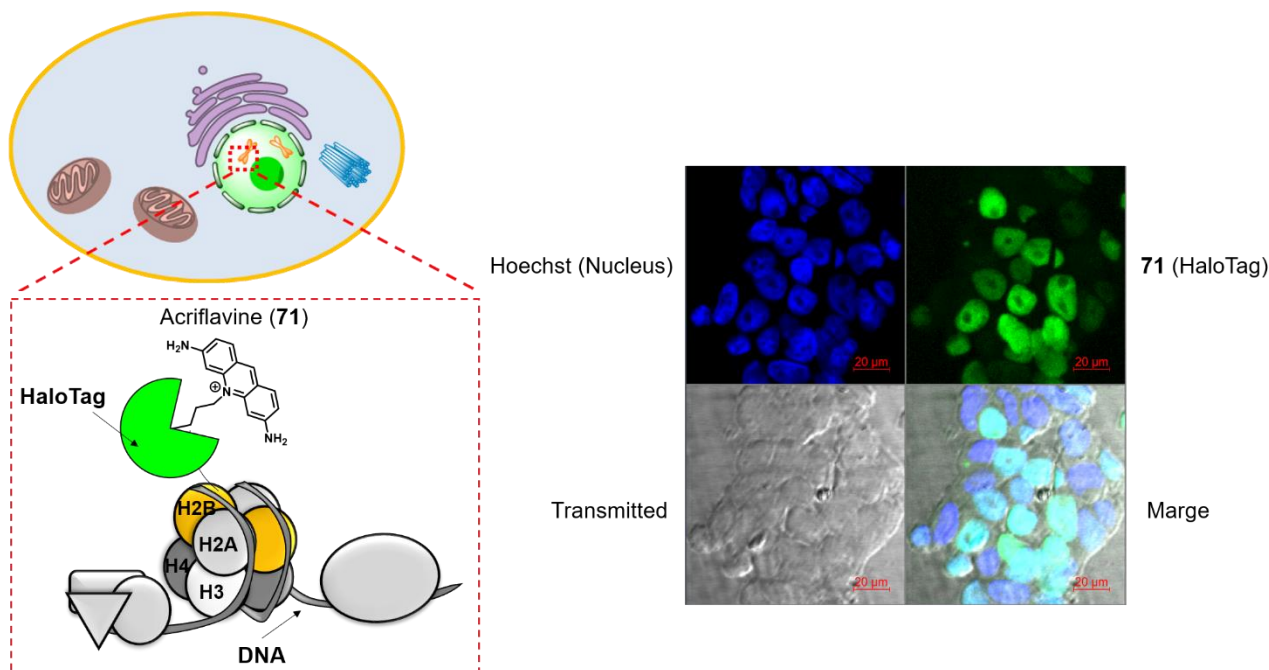 Acriflavine (71)
H₂N
N
⊕
NH₂
HaloTag
H2B
H2A
H4
H3
DNA
Hoechst (Nucleus)
71 (HaloTag)
20 µm
20 µm
Transmitted
Marge
20 µm
20 µm